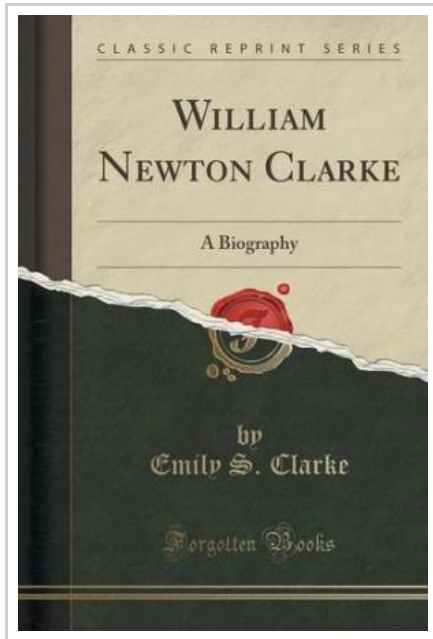 CLASSIC REPRINT SERIES
WILLIAM
NEWTON CLARKE
A Biography
by
Emily S. Clarke
Forgotten Books